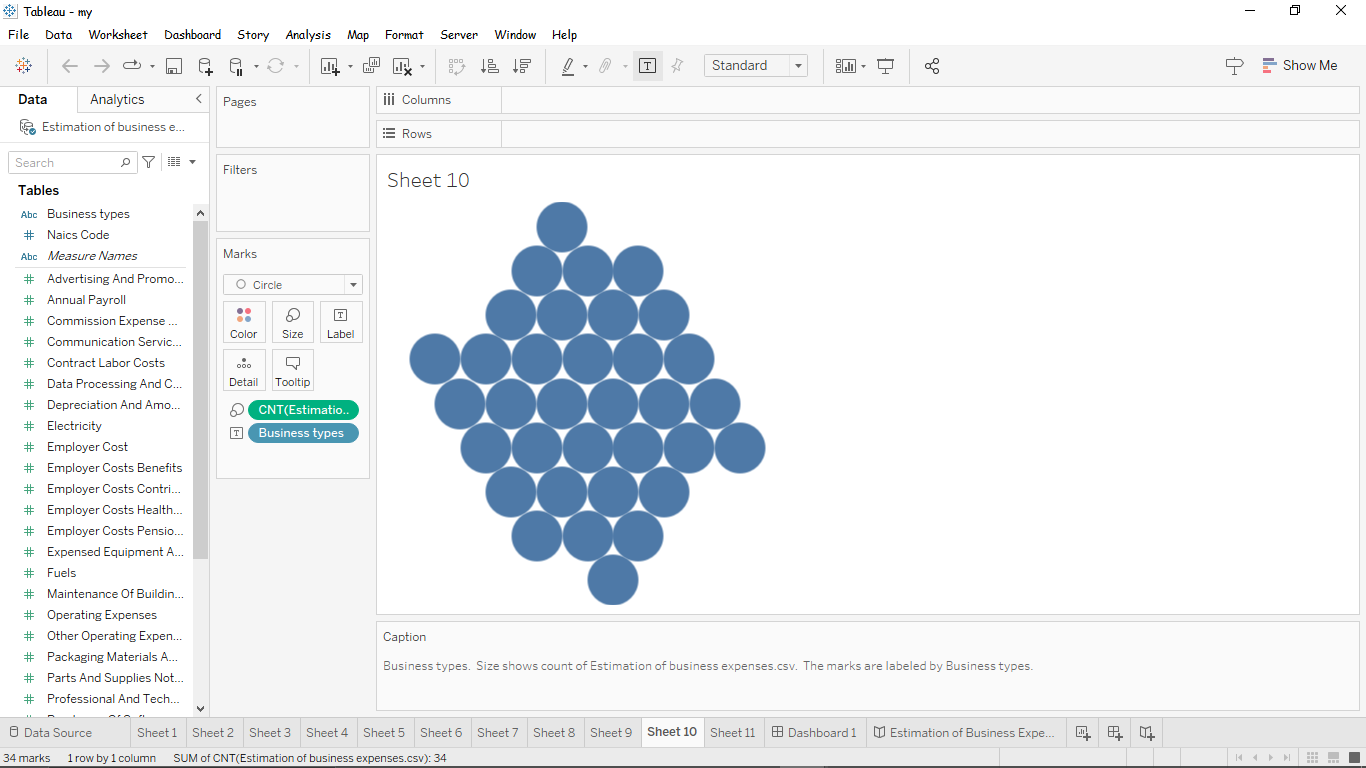 Tableau - my
File Data Worksheet Dashboard Story Analysis Map Format Server Window Help
Standard
Show Me
Data Analytics
Estimation of business e...
Search
Tables
Abc Business types
# Naics Code
Abc Measure Names
# Advertising And Promo...
# Annual Payroll
# Commission Expense ...
# Communication Servic...
# Contract Labor Costs
# Data Processing And C...
# Depreciation And Amo...
# Electricity
# Employer Cost
# Employer Costs Benefits
# Employer Costs Contri...
# Employer Costs Health...
# Employer Costs Pensio...
# Expensed Equipment A...
# Fuels
# Maintenance Of Buildin...
# Operating Expenses
# Other Operating Expen...
# Packaging Materials A...
# Parts And Supplies Not...
# Professional And Tech...
Pages
Filters
Marks
Circle
Color Size Label
Detail Tooltip
CNT(Estimatio..
Business types
Columns
Rows
Sheet 10
Caption
Business types. Size shows count of Estimation of business expenses.csv. The marks are labeled by Business types.
Data Source Sheet 1 Sheet 2 Sheet 3 Sheet 4 Sheet 5 Sheet 6 Sheet 7 Sheet 8 Sheet 9 Sheet 10 Sheet 11 Dashboard 1 Estimation of Business Expe...
34 marks 1 row by 1 column SUM of CNT(Estimation of business expenses.csv): 34